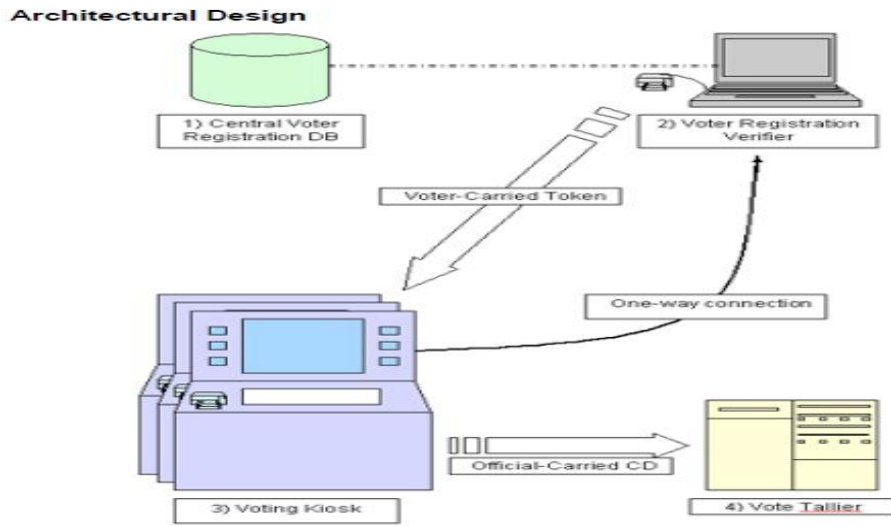 Architectural Design
1) Central Voter
Registration DB
2) Voter Registration
Verifier
Voter-Carried Token
One-way connection
Official-Carried CD
3) Voting Kiosk
4) Vote Tallier